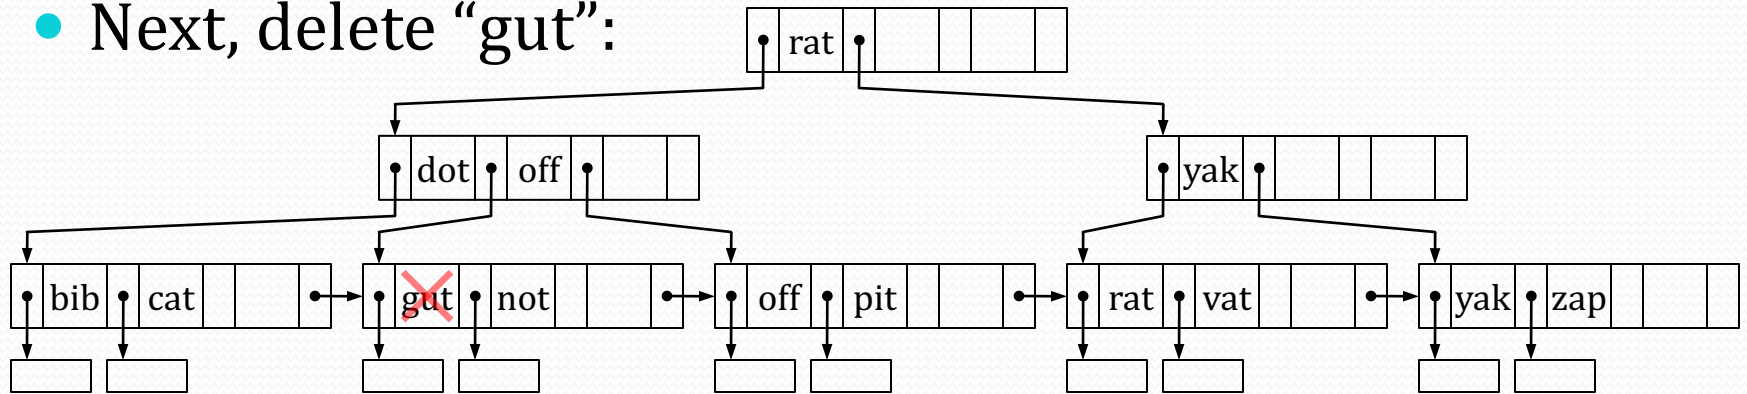 • Next, delete “gut”:
rat
dot off
yak
bib cat
gut not
off pit
rat vat
yak zap